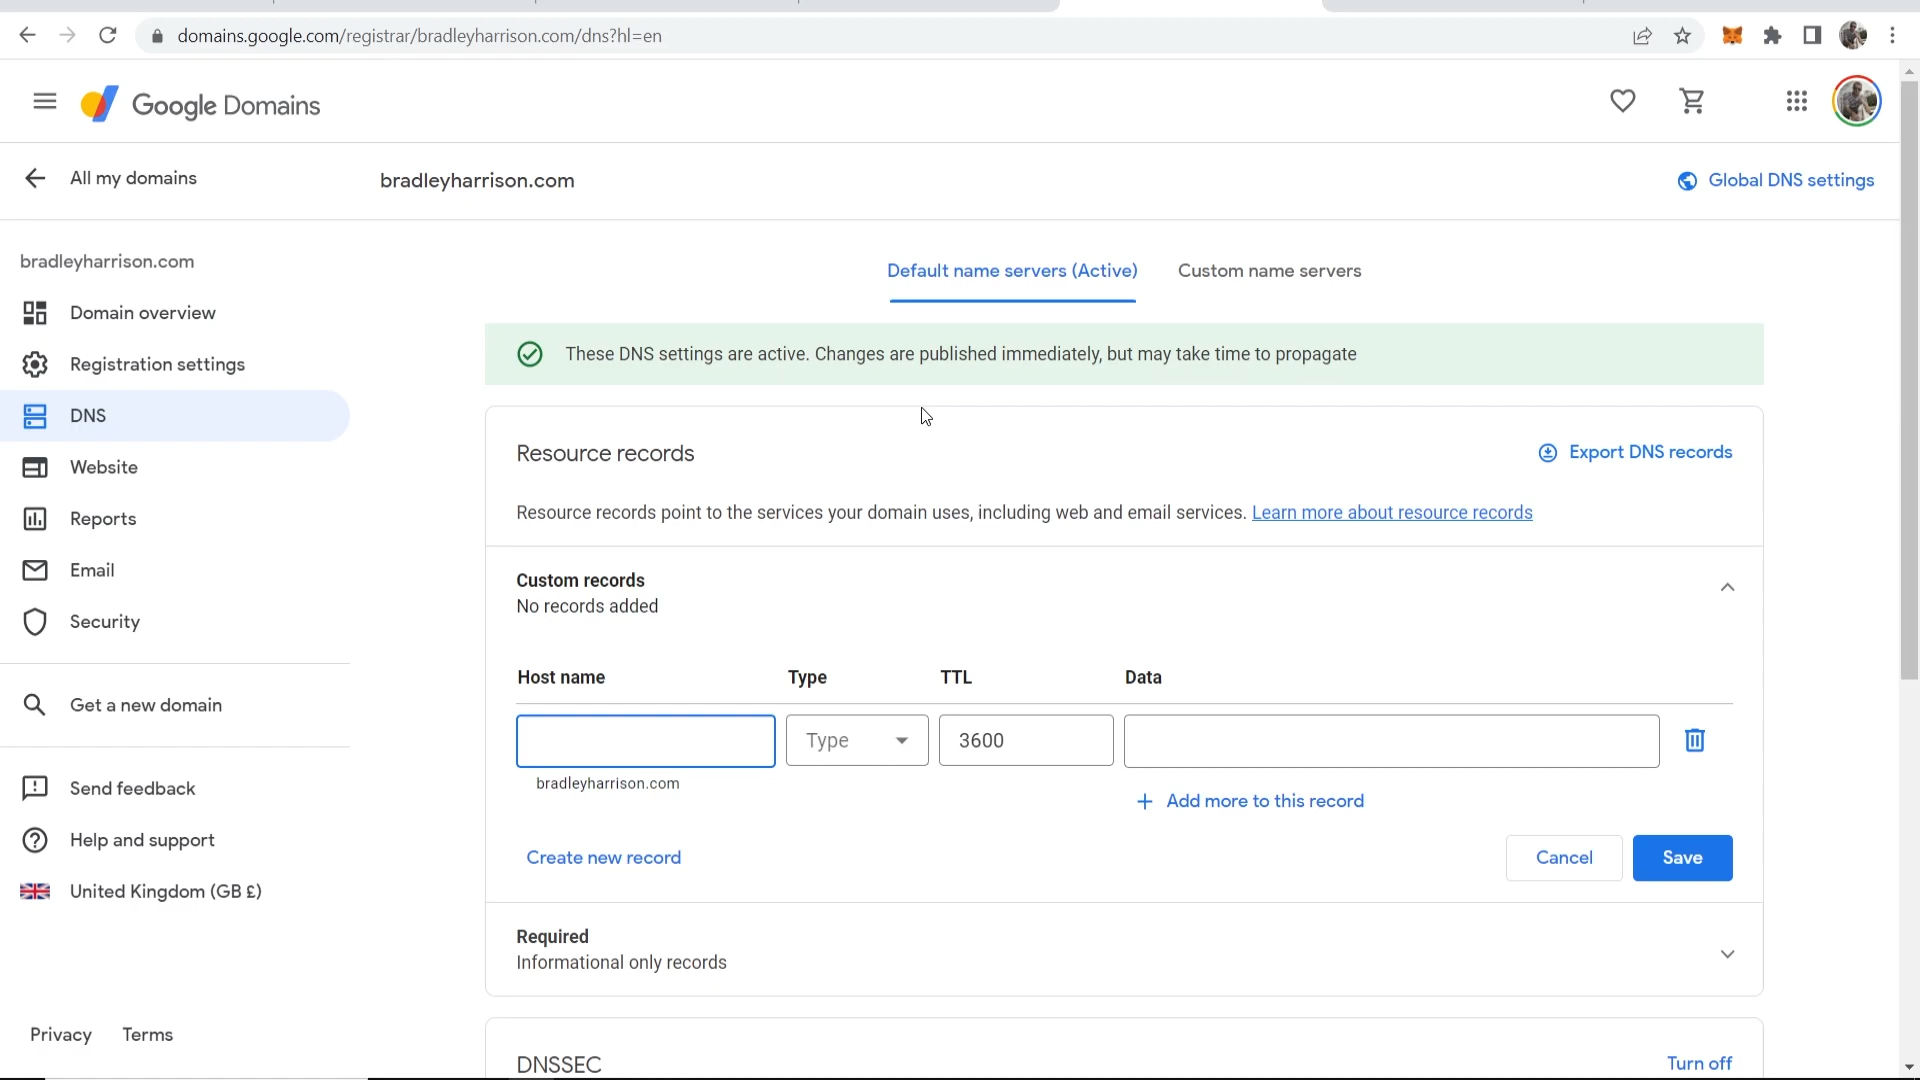 domains.google.com/registrar/bradleyharrison.com/dns?hl=en
Google Domains
All my domains
bradleyharrison.com
Global DNS settings
bradleyharrison.com
Domain overview
Registration settings
DNS
Website
Reports
Email
Security
Get a new domain
Send feedback
Help and support
United Kingdom (GB £)
Privacy Terms
Default name servers (Active) Custom name servers
These DNS settings are active. Changes are published immediately, but may take time to propagate
Resource records
Export DNS records
Resource records point to the services your domain uses, including web and email services. Learn more about resource records
Custom records
No records added
Host name Type TTL Data
Type 3600
bradleyharrison.com
Add more to this record
Create new record Cancel Save
Required
Informational only records
DNSSEC Turn off